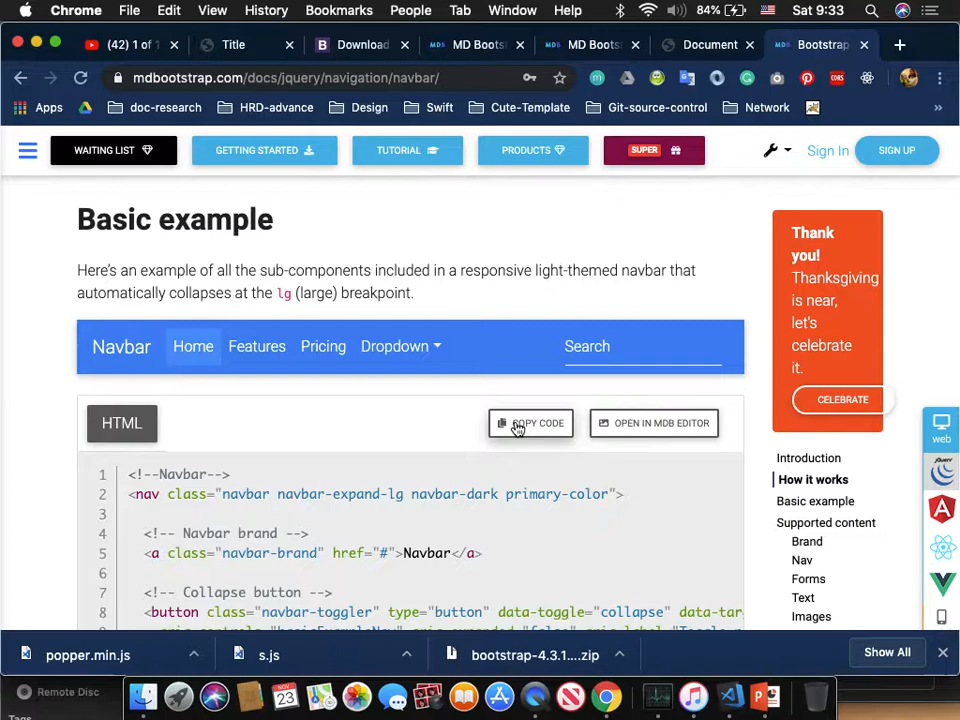 Chrome File Edit View History Bookmarks People Tab Window Help 84% Sat 9:33
(42) 1 of 1 Title Download MD Boots MD Boots Document Bootstrap
mdbootstrap.com/docs/jquery/navigation/navbar/
Apps doc-research HRD-advance Design Swift Cute-Template Git-source-control Network »
WAITING LIST GETTING STARTED TUTORIAL PRODUCTS SUPER Sign In SIGN UP
Basic example
Here's an example of all the sub-components included in a responsive light-themed navbar that
automatically collapses at the lg (large) breakpoint.
Navbar Home Features Pricing Dropdown Search
HTML COPY CODE OPEN IN MDB EDITOR
1 <!--Navbar-->
2 <nav class="navbar navbar-expand-lg navbar-dark primary-color">
3
4 <!-- Navbar brand -->
5 <a class="navbar-brand" href="#">Navbar</a>
6
7 <!-- Collapse button -->
8 <button class="navbar-toggler" type="button" data-toggle="collapse" data-tar
Thank
you!
Thanksgiving
is near,
let's
celebrate
it.
CELEBRATE
Introduction
How it works
Basic example
Supported content
Brand
Nav
Forms
Text
Images
web
jQuery
popper.min.js s.js bootstrap-4.3.1....zip Show All
Remote Disc
NOV
23
Tags